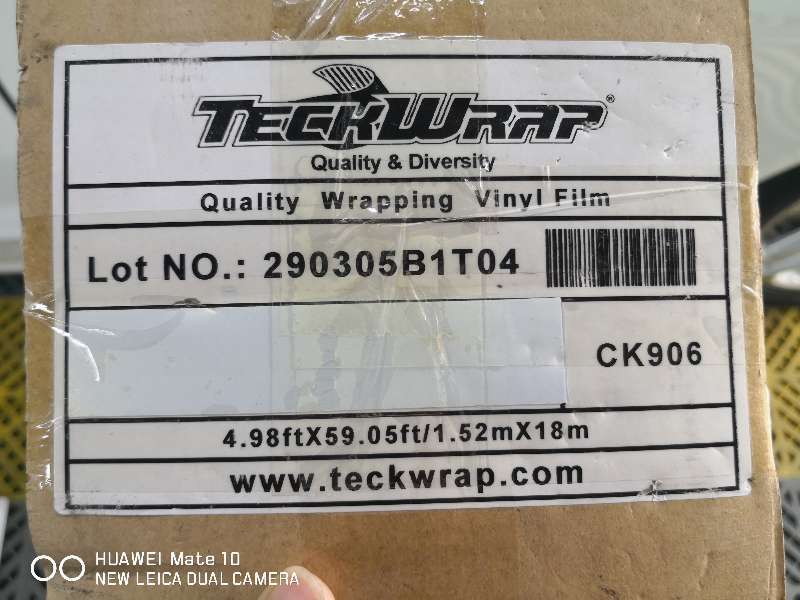 TECKWRAP®
Quality & Diversity
Quality Wrapping Vinyl Film
Lot NO.: 290305B1T04
CK906
4.98ftX59.05ft/1.52mX18m
www.teckwrap.com
HUAWEI Mate 10
NEW LEICA DUAL CAMERA